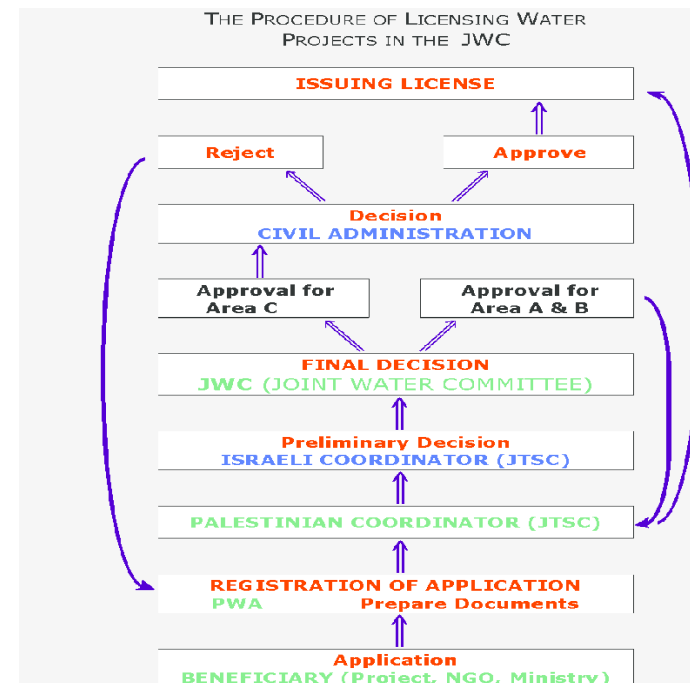 THE PROCEDURE OF LICENSING WATER
PROJECTS IN THE JWC
ISSUING LICENSE
Reject
Approve
Decision
CIVIL ADMINISTRATION
Approval for
Area C
Approval for
Area A & B
FINAL DECISION
JWC (JOINT WATER COMMITTEE)
Preliminary Decision
ISRAELI COORDINATOR (JTSC)
PALESTINIAN COORDINATOR (JTSC)
REGISTRATION OF APPLICATION
PWA Prepare Documents
Application
BENEFICIARY (Project, NGO, Ministry)